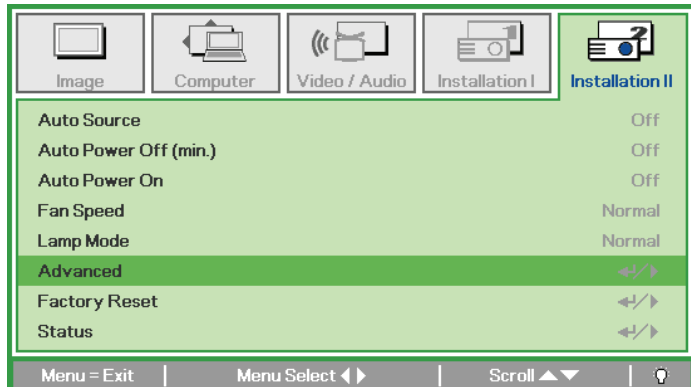 Image Computer Video / Audio Installation I Installation II
Auto Source Off
Auto Power Off (min.) Off
Auto Power On Off
Fan Speed Normal
Lamp Mode Normal
Advanced
Factory Reset
Status
Menu = Exit Menu Select Scroll